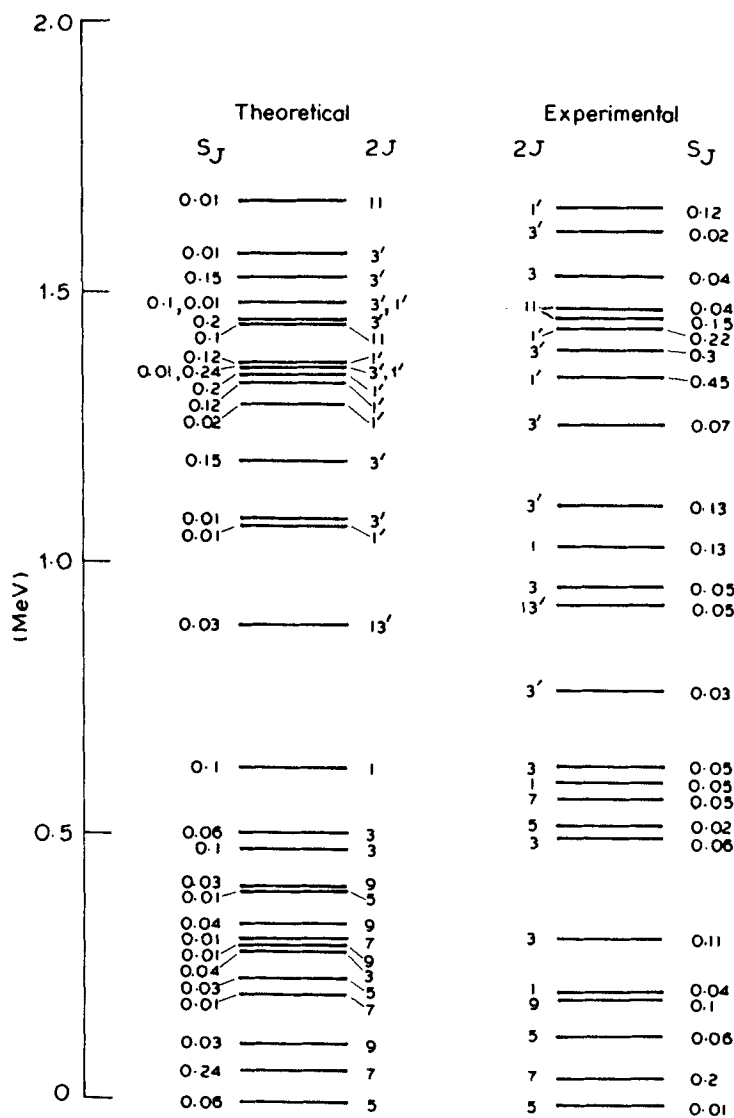 2.0
Theoretical Experimental
S_J 2J 2J S_J
0.01 11 1′ 0.12
3′ 0.02
0.01 3′
0.15 3′ 3 0.04
1.5
0.1, 0.01 3′, 1′ 11 0.04
0.2 3′ 0.15
0.1 11 1′ 0.22
0.12 1′ 3′ 0.3
0.01, 0.24 3′, 1′ 1′ 0.45
0.2 1′
0.12 1′
0.02 1′ 3′ 0.07
0.15 3′
3′ 0.13
0.01 3′
0.01 1′ 1 0.13
1.0
3 0.05
0.03 13′ 13′ 0.05
(MeV)
3′ 0.03
0.1 1 3 0.05
1 0.05
7 0.05
0.5
0.06 3 5 0.02
0.1 3 3 0.06
0.03 9
0.01 5
0.04 9
0.01 7 3 0.11
0.01 9
0.04 3
0.03 5 1 0.04
0.01 7 9 0.1
0.03 9 5 0.06
0.24 7 7 0.2
0
0.06 5 5 0.01